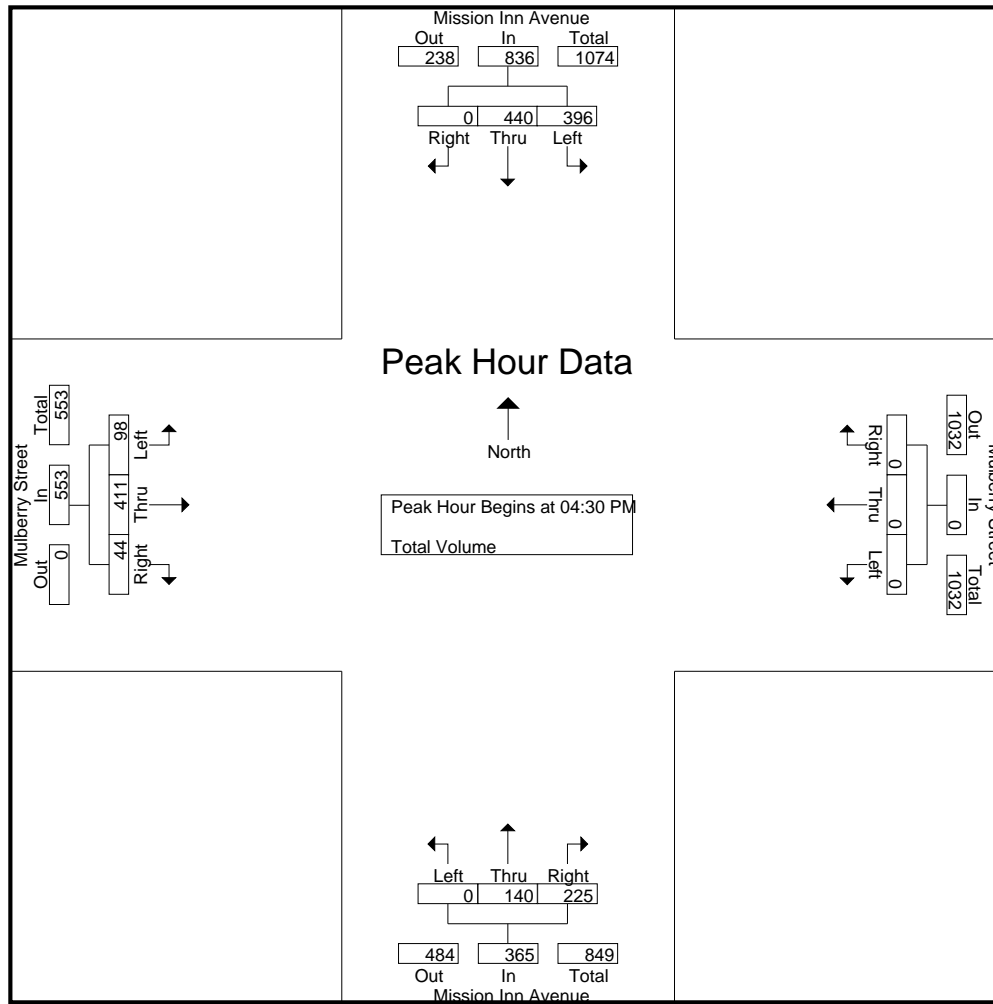 Mission Inn Avenue
Out In Total
238 836 1074
0 440 396
Right Thru Left
Peak Hour Data
North
Peak Hour Begins at 04:30 PM
Total Volume
Mulberry Street
Out In Total
0 553 553
44 411 98
Right Thru Left
Mulberry Street
Out In Total
1032 0 1032
0 0 0
Right Thru Left
Left Thru Right
0 140 225
484 365 849
Out In Total
Mission Inn Avenue